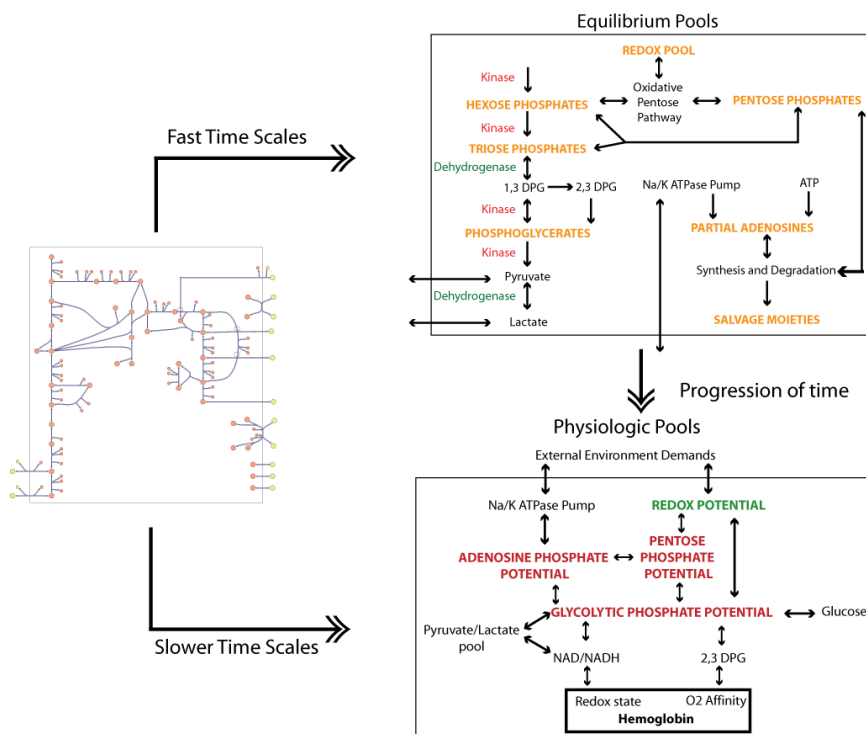 Equilibrium Pools
REDOX POOL
Kinase
Oxidative
Pentose
Pathway
HEXOSE PHOSPHATES
PENTOSE PHOSPHATES
Kinase
Fast Time Scales
TRIOSE PHOSPHATES
Dehydrogenase
1,3 DPG
2,3 DPG
Na/K ATPase Pump
ATP
Kinase
PHOSPHOGLYCERATES
PARTIAL ADENOSINES
Kinase
Pyruvate
Synthesis and Degradation
Dehydrogenase
Lactate
SALVAGE MOIETIES
Progression of time
Physiologic Pools
External Environment Demands
Na/K ATPase Pump
REDOX POTENTIAL
ADENOSINE PHOSPHATE
POTENTIAL
PENTOSE
PHOSPHATE
POTENTIAL
GLYCOLYTIC PHOSPHATE POTENTIAL
Glucose
Pyruvate/Lactate
pool
Slower Time Scales
NAD/NADH
2,3 DPG
Redox state
O2 Affinity
Hemoglobin